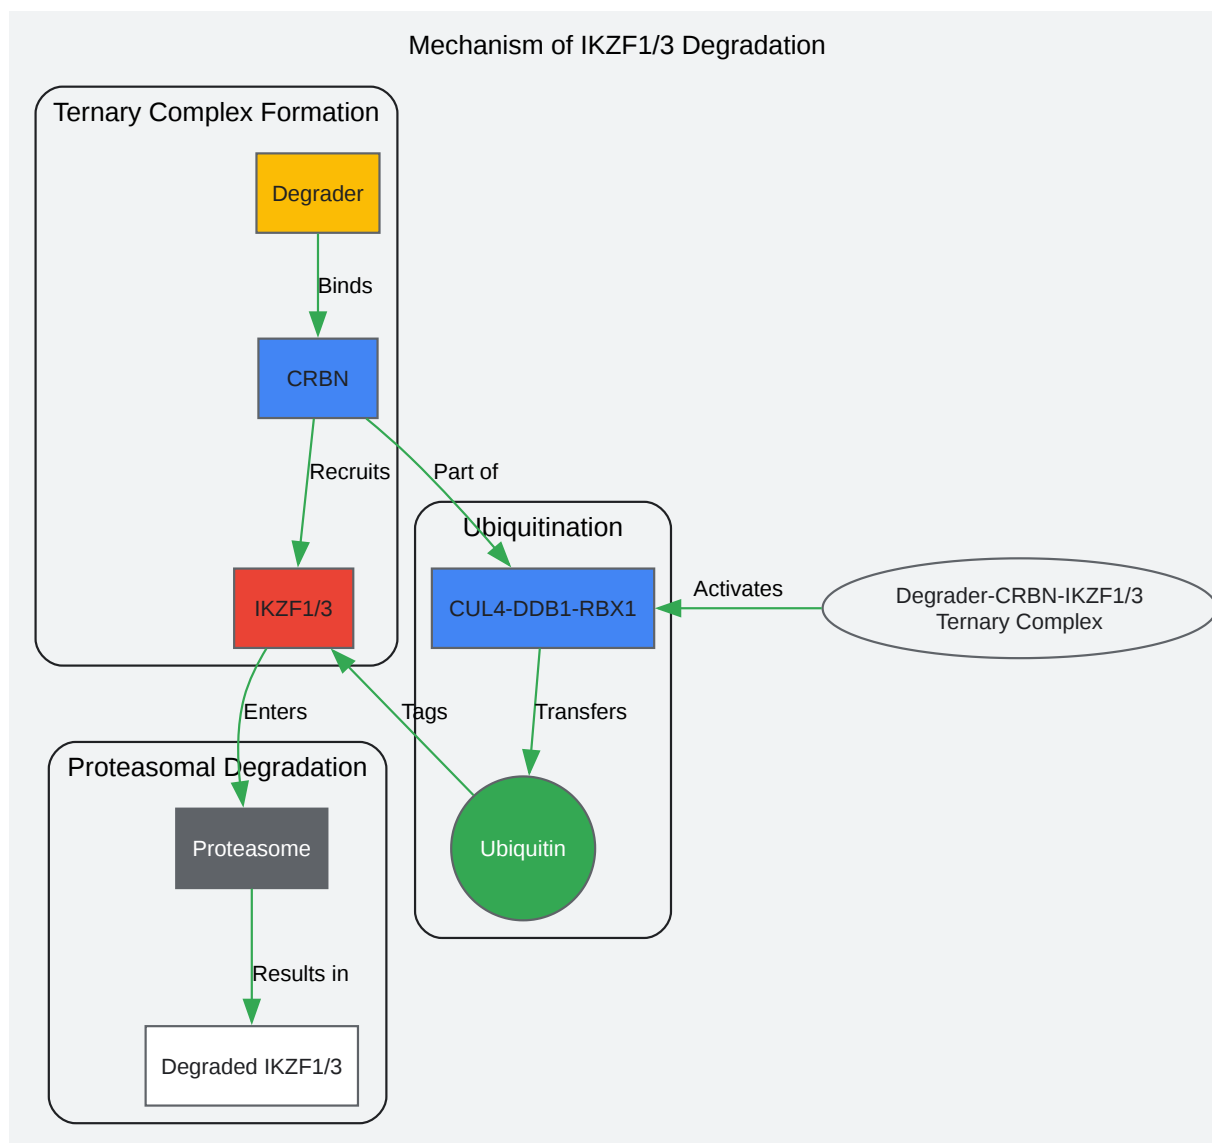 Mechanism of IKZF1/3 Degradation
Ternary Complex Formation
Degrader
Binds
CRBN
Recruits
Part of
Ubiquitination
IKZF1/3
CUL4-DDB1-RBX1
Activates
Degrader-CRBN-IKZF1/3
Ternary Complex
Enters
Tags
Transfers
Proteasomal Degradation
Proteasome
Ubiquitin
Results in
Degraded IKZF1/3